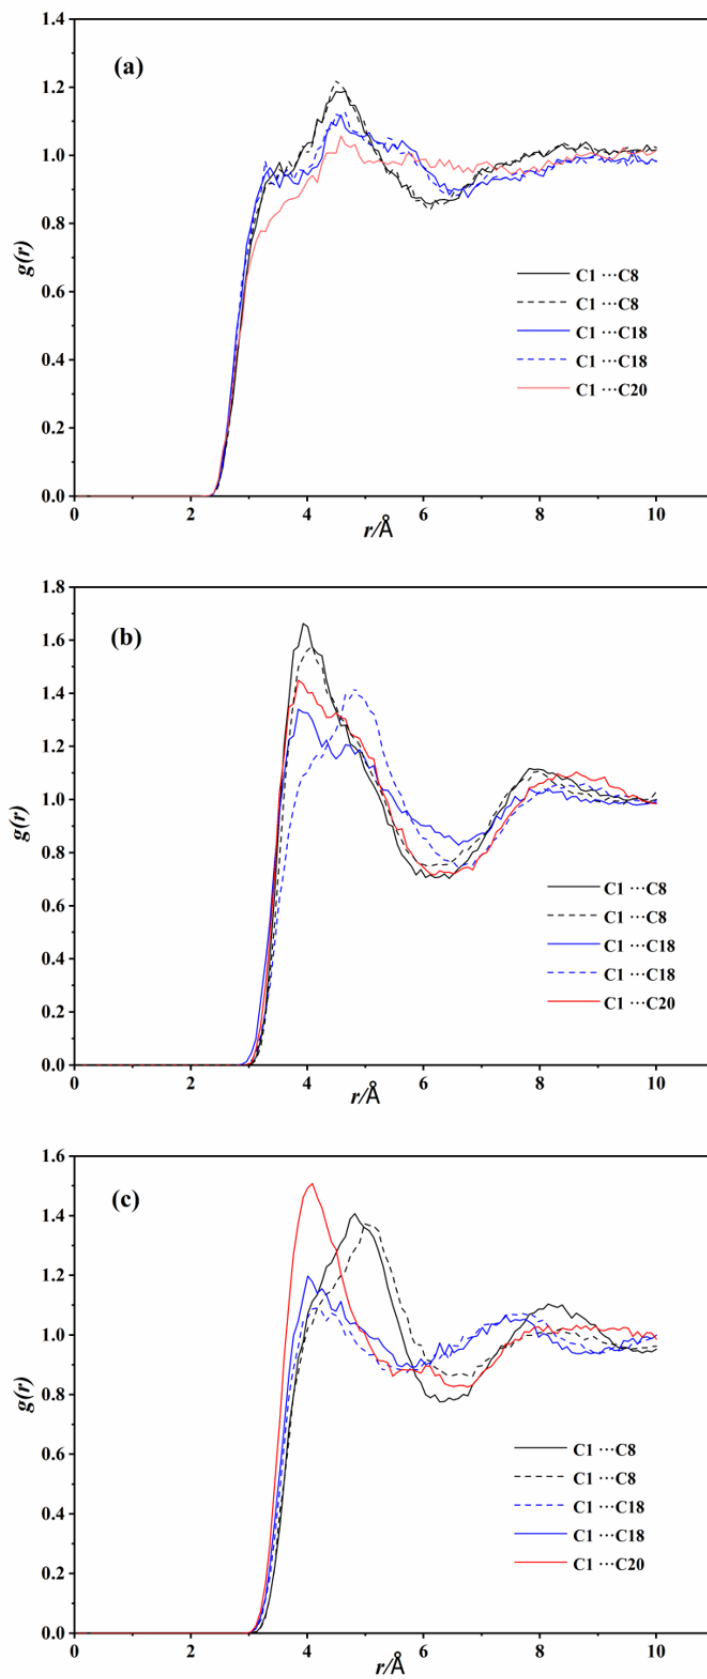 1.4
(a)
1.2
1.0
0.8
g(r)
C1 ···C8
0.6
C1 ···C8
C1 ···C18
0.4
C1 ···C18
C1 ···C20
0.2
0.0
0 2 4 6 8 10
r/Å
1.8
(b)
1.6
1.4
1.2
1.0
g(r)
0.8
C1 ···C8
0.6
C1 ···C8
C1 ···C18
0.4
C1 ···C18
C1 ···C20
0.2
0.0
0 2 4 6 8 10
r/Å
1.6
(c)
1.4
1.2
1.0
g(r)
0.8
0.6
C1 ···C8
C1 ···C8
0.4
C1 ···C18
C1 ···C18
0.2
C1 ···C20
0.0
0 2 4 6 8 10
r/Å